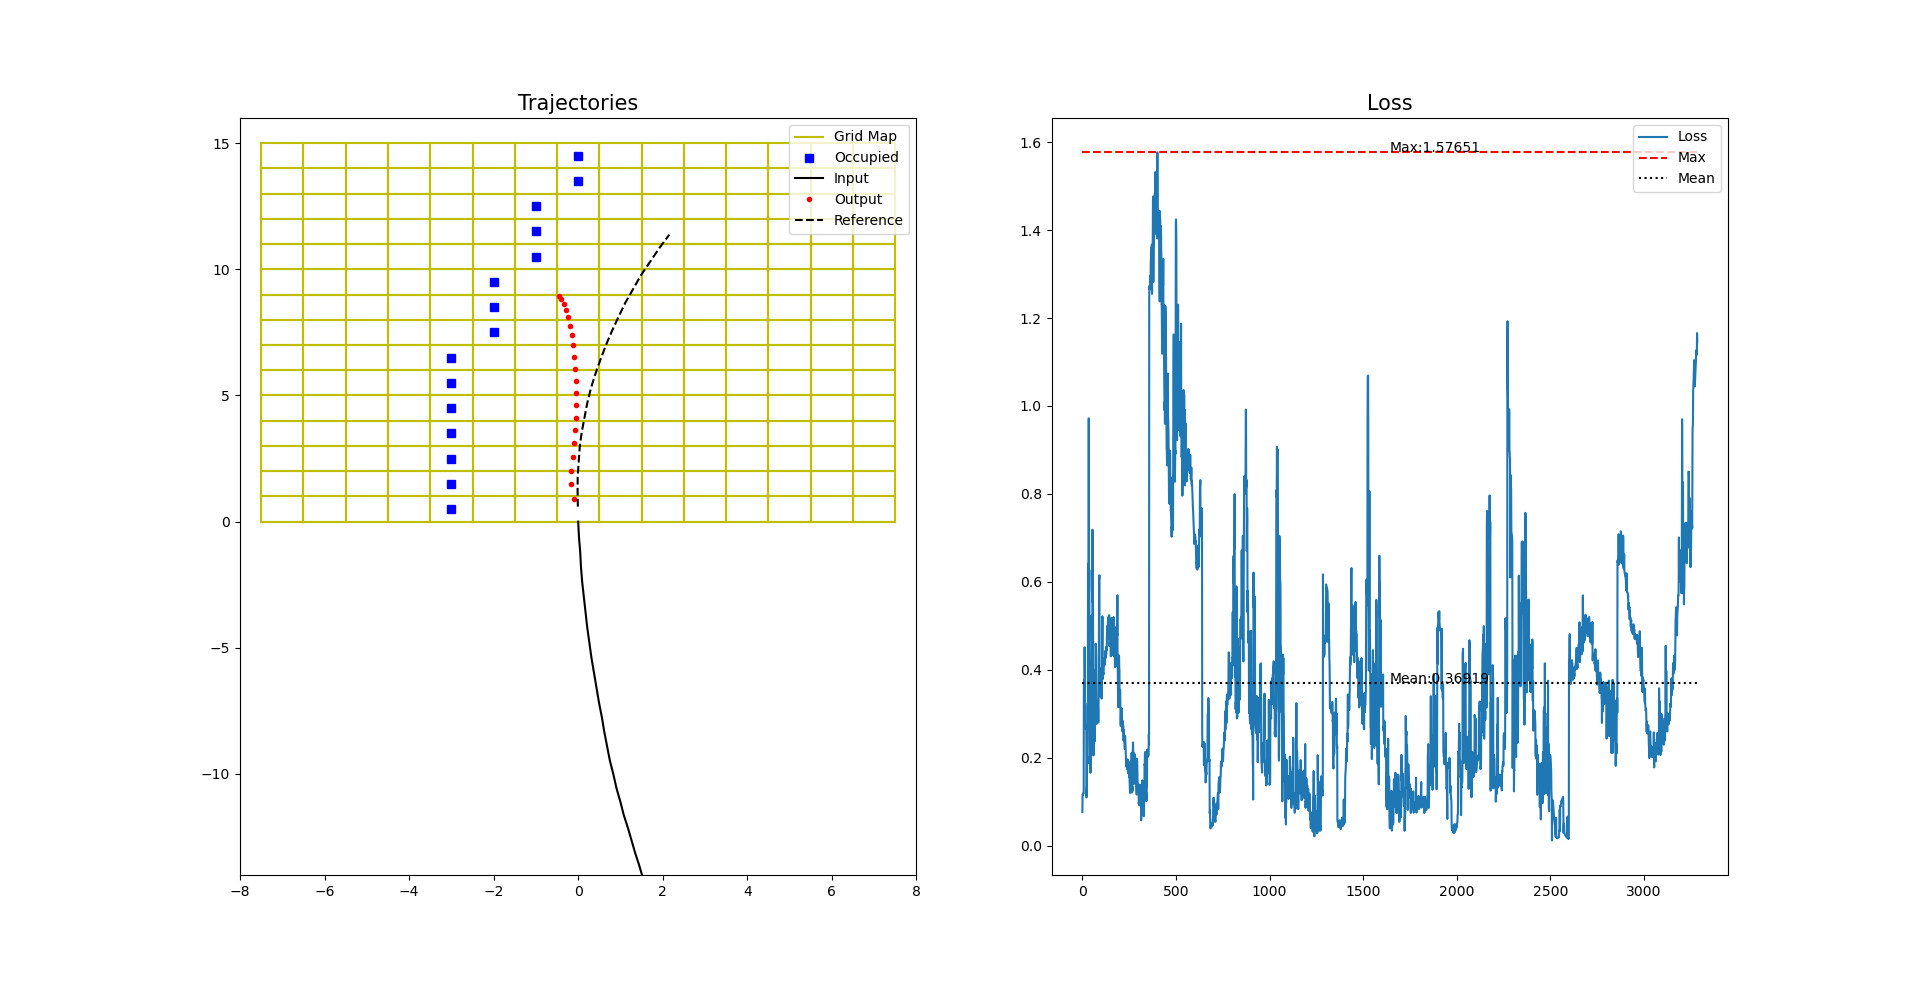 Trajectories
15
10
5
0
−5
−10
−8
−6
−4
−2
0
2
4
6
8
Grid Map
Occupied
Input
Output
Reference
Loss
1.6
1.4
1.2
1.0
0.8
0.6
0.4
0.2
0.0
0
500
1000
1500
2000
2500
3000
Max:1.57651
Mean:0.36919
Loss
Max
Mean